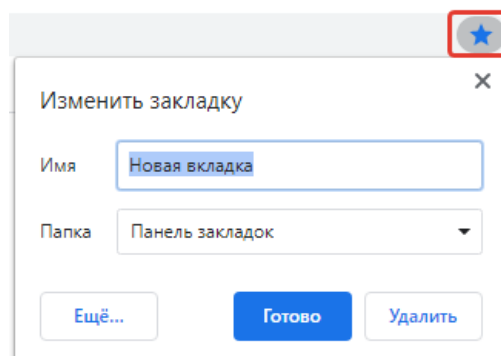 Изменить закладку
Имя Новая вкладка
Папка Панель закладок
Ещё... Готово Удалить